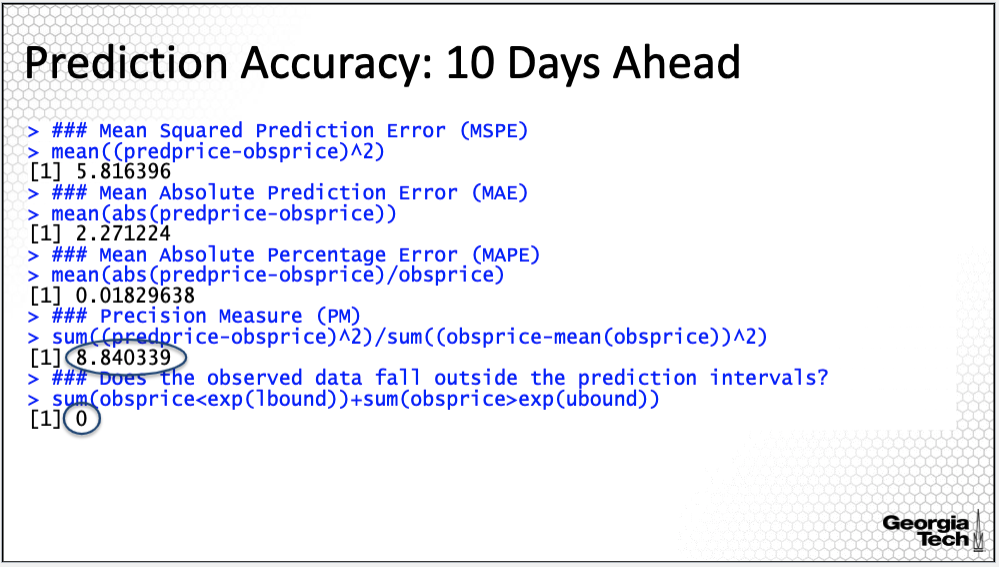 Prediction Accuracy: 10 Days Ahead
> ### Mean Squared Prediction Error (MSPE)
> mean((predprice-obsprice)^2)
[1] 5.816396
> ### Mean Absolute Prediction Error (MAE)
> mean(abs(predprice-obsprice))
[1] 2.271224
> ### Mean Absolute Percentage Error (MAPE)
> mean(abs(predprice-obsprice)/obsprice)
[1] 0.01829638
> ### Precision Measure (PM)
> sum((predprice-obsprice)^2)/sum((obsprice-mean(obsprice))^2)
[1] 8.840339
> ### Does the observed data fall outside the prediction intervals?
> sum(obsprice<exp(lbound))+sum(obsprice>exp(ubound))
[1] 0
Georgia
Tech